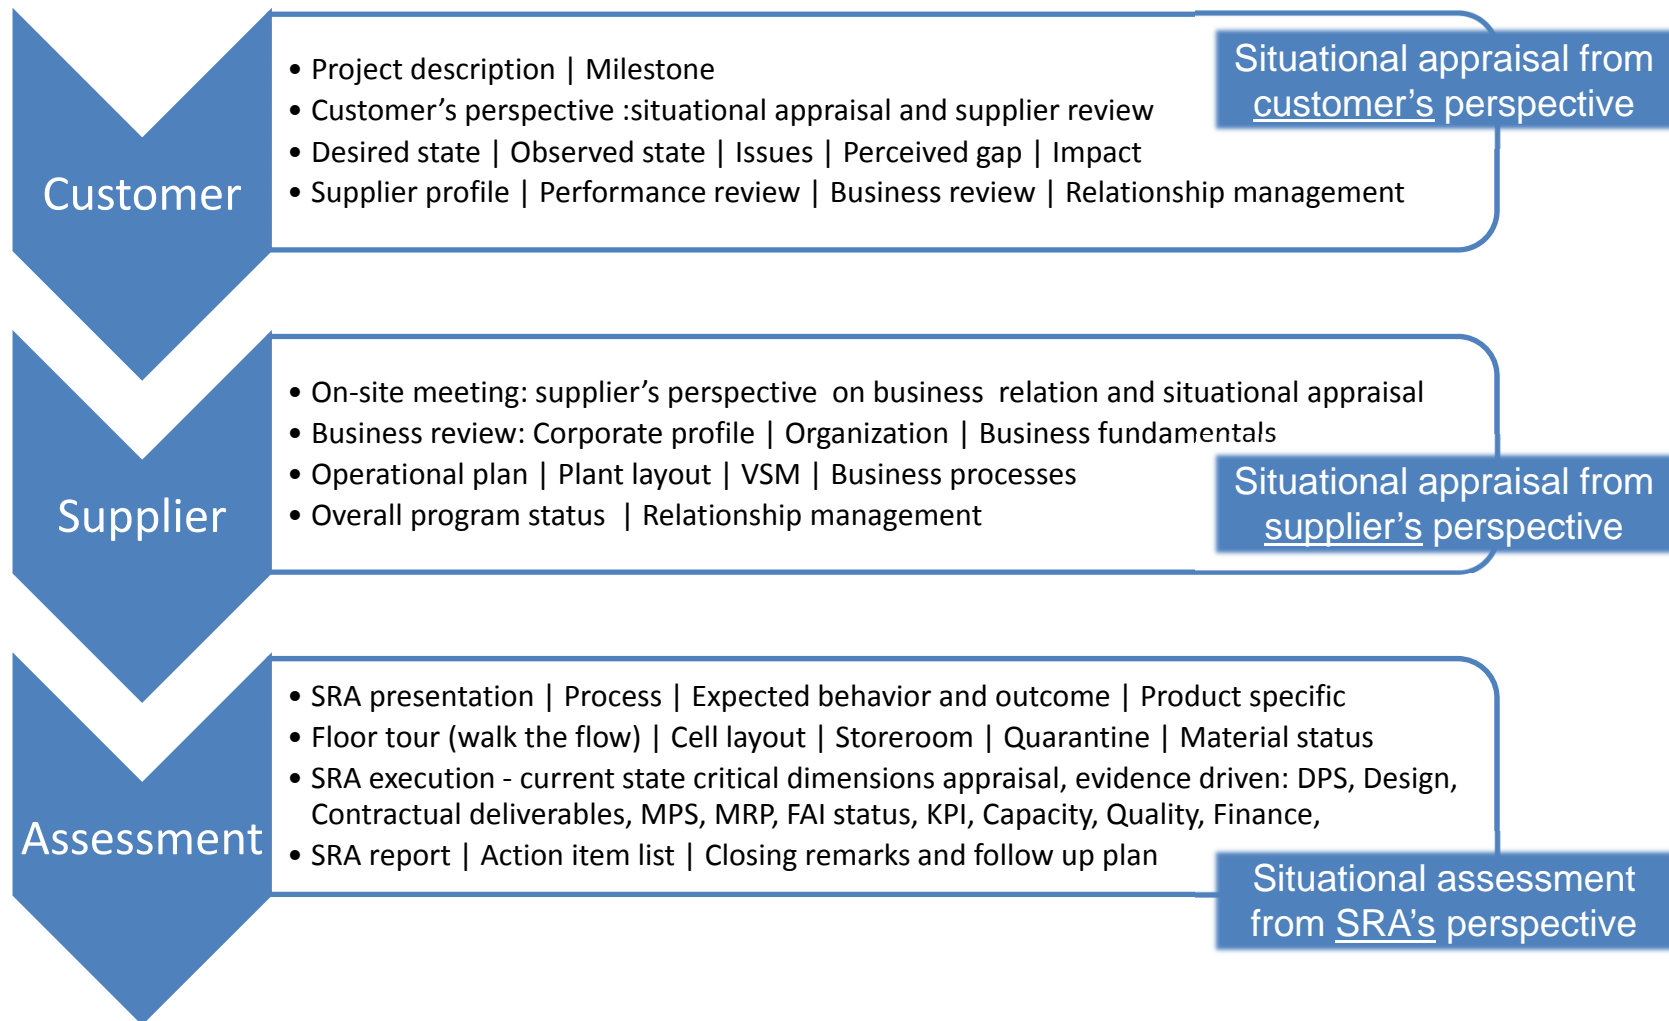 Customer
• Project description | Milestone
• Customer’s perspective :situational appraisal and supplier review
• Desired state | Observed state | Issues | Perceived gap | Impact
• Supplier profile | Performance review | Business review | Relationship management
Situational appraisal from
customer’s perspective
Supplier
• On-site meeting: supplier’s perspective  on business  relation and situational appraisal
• Business review: Corporate profile | Organization | Business fundamentals
• Operational plan | Plant layout | VSM | Business processes
• Overall program status  | Relationship management
Situational appraisal from
supplier’s perspective
Assessment
• SRA presentation | Process | Expected behavior and outcome | Product specific
• Floor tour (walk the flow) | Cell layout | Storeroom | Quarantine | Material status
• SRA execution - current state critical dimensions appraisal, evidence driven: DPS, Design,
Contractual deliverables, MPS, MRP, FAI status, KPI, Capacity, Quality, Finance,
• SRA report | Action item list | Closing remarks and follow up plan
Situational assessment
from SRA’s perspective